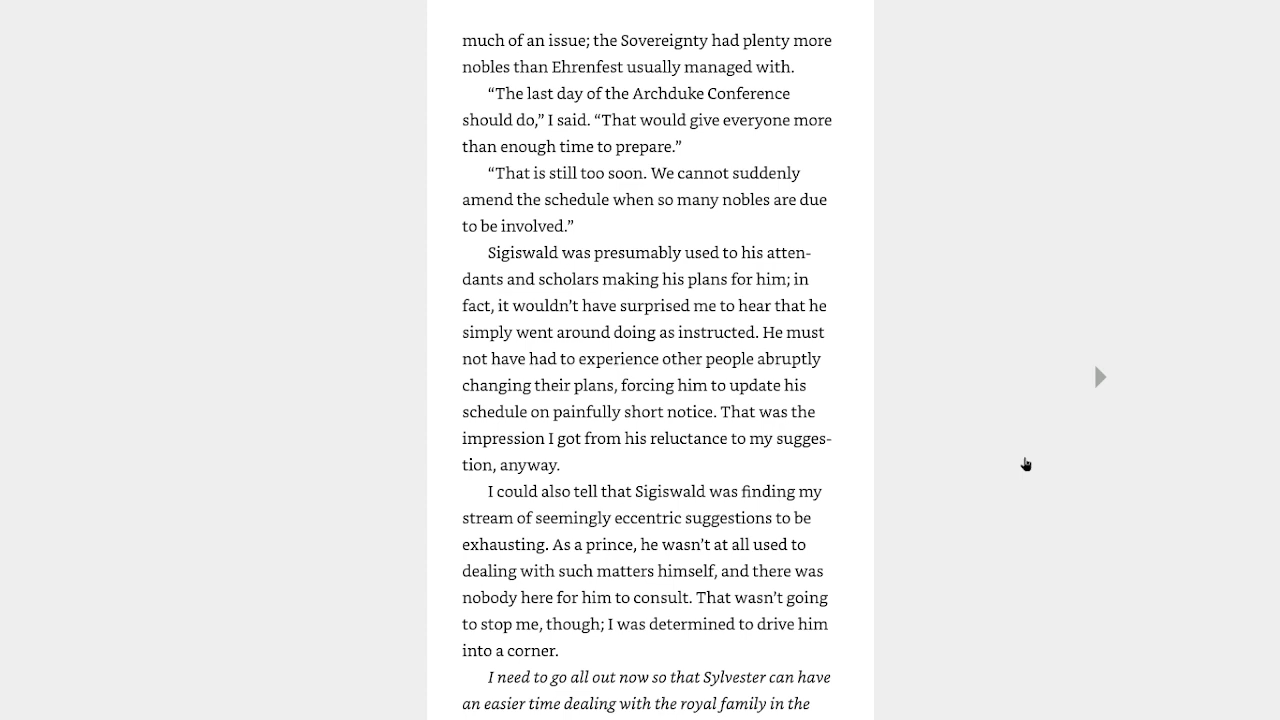 much of an issue; the Sovereignty had plenty more
nobles than Ehrenfest usually managed with.
“The last day of the Archduke Conference
should do,” I said. “That would give everyone more
than enough time to prepare.”
“That is still too soon. We cannot suddenly
amend the schedule when so many nobles are due
to be involved.”
Sigiswald was presumably used to his atten-
dants and scholars making his plans for him; in
fact, it wouldn’t have surprised me to hear that he
simply went around doing as instructed. He must
not have had to experience other people abruptly
changing their plans, forcing him to update his
schedule on painfully short notice. That was the
impression I got from his reluctance to my sugges-
tion, anyway.
I could also tell that Sigiswald was finding my
stream of seemingly eccentric suggestions to be
exhausting. As a prince, he wasn’t at all used to
dealing with such matters himself, and there was
nobody here for him to consult. That wasn’t going
to stop me, though; I was determined to drive him
into a corner.
I need to go all out now so that Sylvester can have
an easier time dealing with the royal family in the